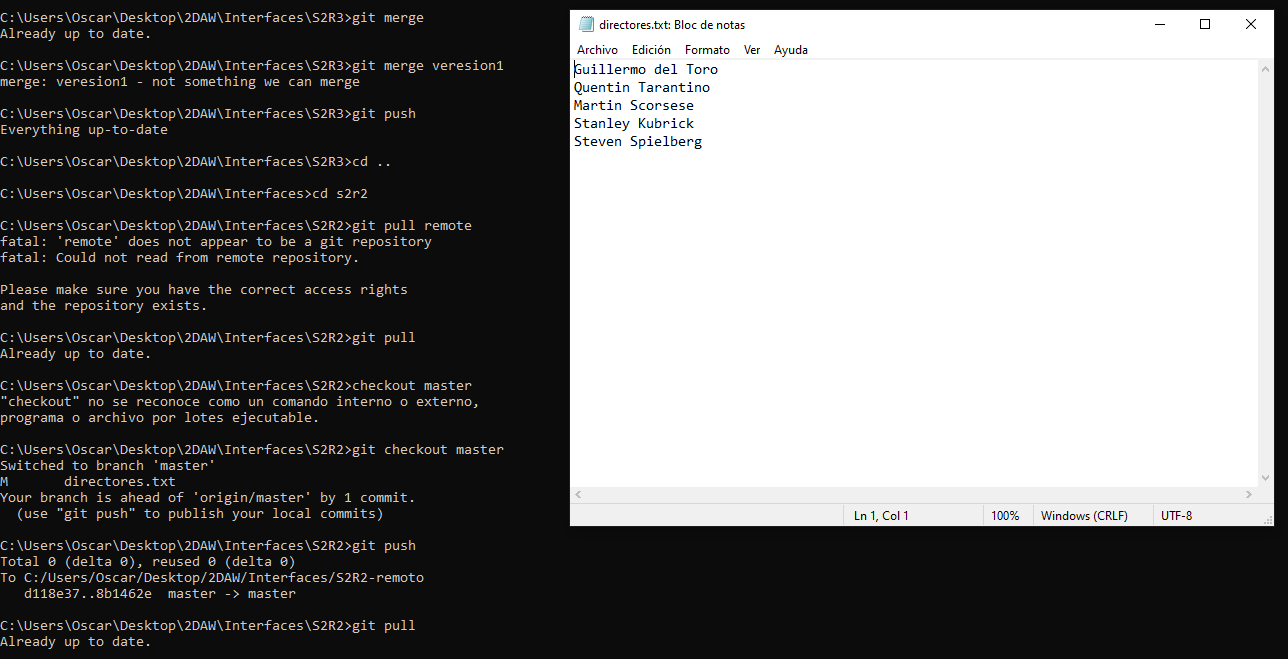 C:\Users\Oscar\Desktop\2DAW\Interfaces\S2R3>git merge
Already up to date.
C:\Users\Oscar\Desktop\2DAW\Interfaces\S2R3>git merge veresion1
merge: veresion1 - not something we can merge
C:\Users\Oscar\Desktop\2DAW\Interfaces\S2R3>git push
Everything up-to-date
C:\Users\Oscar\Desktop\2DAW\Interfaces\S2R3>cd ..
C:\Users\Oscar\Desktop\2DAW\Interfaces>cd s2r2
C:\Users\Oscar\Desktop\2DAW\Interfaces\S2R2>git pull remote
fatal: 'remote' does not appear to be a git repository
fatal: Could not read from remote repository.
Please make sure you have the correct access rights
and the repository exists.
C:\Users\Oscar\Desktop\2DAW\Interfaces\S2R2>git pull
Already up to date.
C:\Users\Oscar\Desktop\2DAW\Interfaces\S2R2>checkout master
"checkout" no se reconoce como un comando interno o externo,
programa o archivo por lotes ejecutable.
C:\Users\Oscar\Desktop\2DAW\Interfaces\S2R2>git checkout master
Switched to branch 'master'
M       directores.txt
Your branch is ahead of 'origin/master' by 1 commit.
  (use "git push" to publish your local commits)
C:\Users\Oscar\Desktop\2DAW\Interfaces\S2R2>git push
Total 0 (delta 0), reused 0 (delta 0)
To C:/Users/Oscar/Desktop/2DAW/Interfaces/S2R2-remoto
   d118e37..8b1462e  master -> master
C:\Users\Oscar\Desktop\2DAW\Interfaces\S2R2>git pull
Already up to date.
directores.txt: Bloc de notas
Archivo Edición Formato Ver Ayuda
Guillermo del Toro
Quentin Tarantino
Martin Scorsese
Stanley Kubrick
Steven Spielberg
Ln 1, Col 1 100% Windows (CRLF) UTF-8